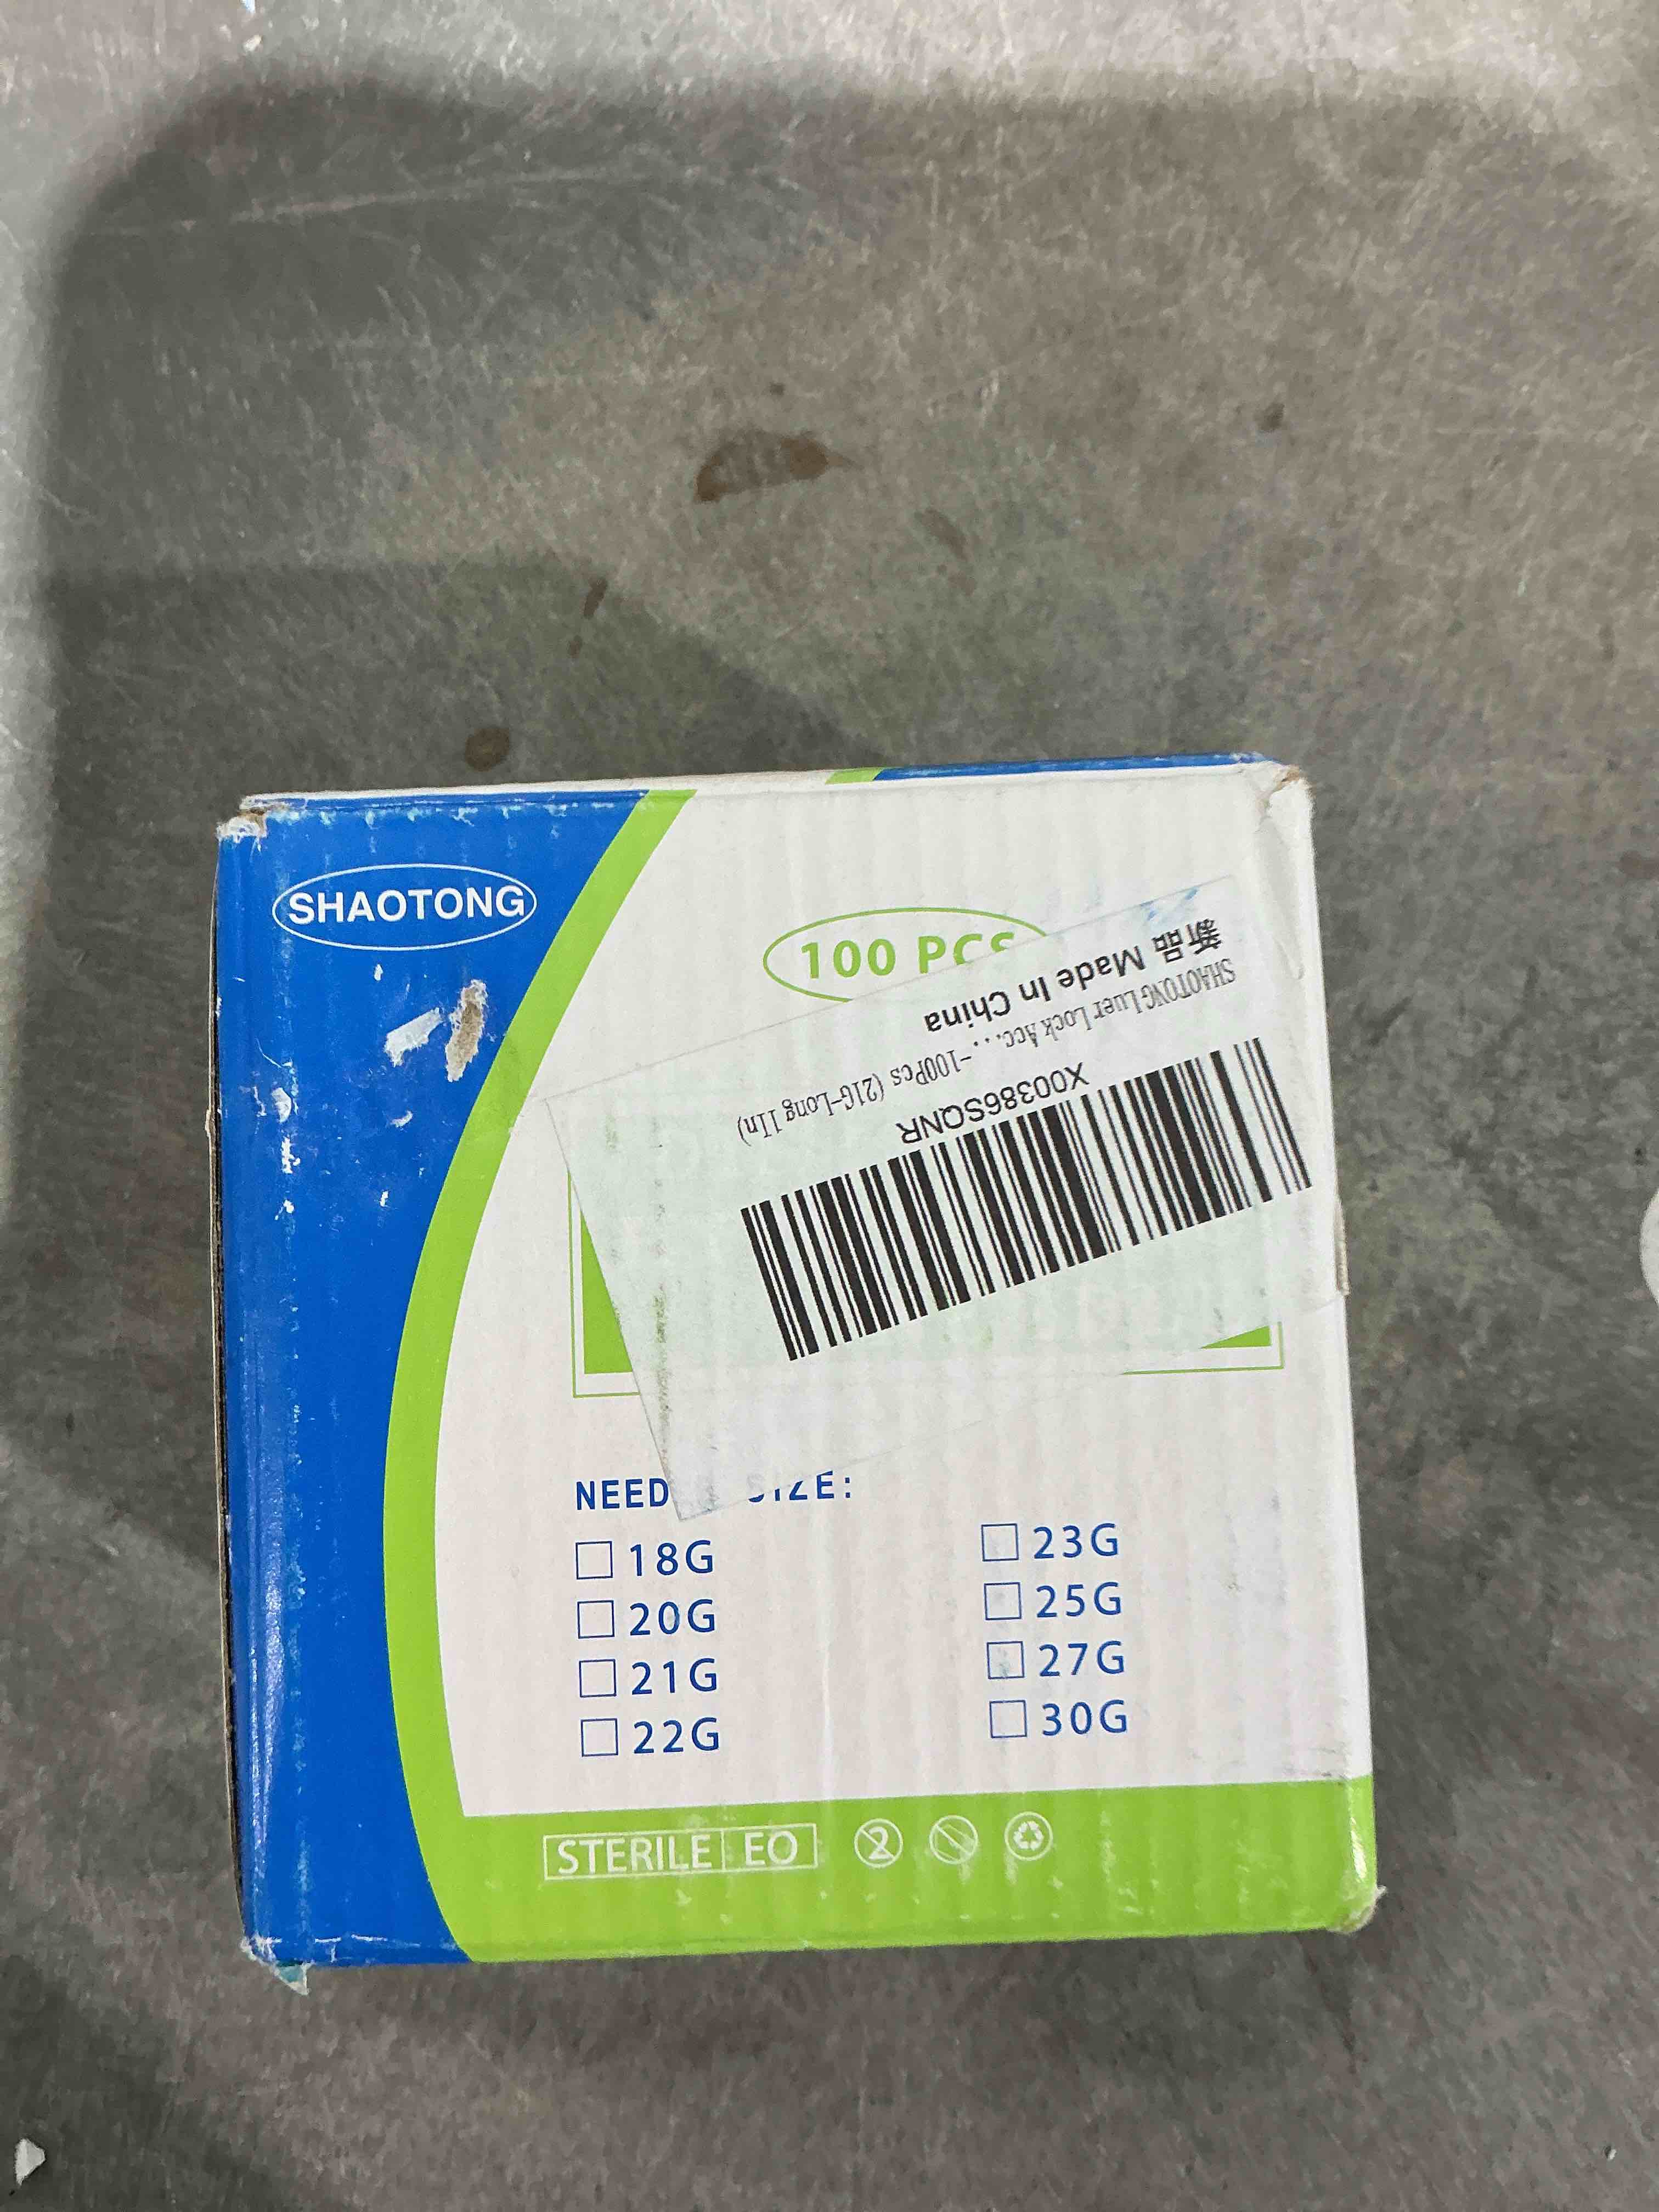 SHAOTONG
100 PCS
X00386SQNR
SHAOTONG Luer Lock Acc...-100Pcs (21G-Long 1In)
新品 Made In China
SIZE:
18G
20G
21G
22G
23G
25G
27G
30G
STERILE EO
2